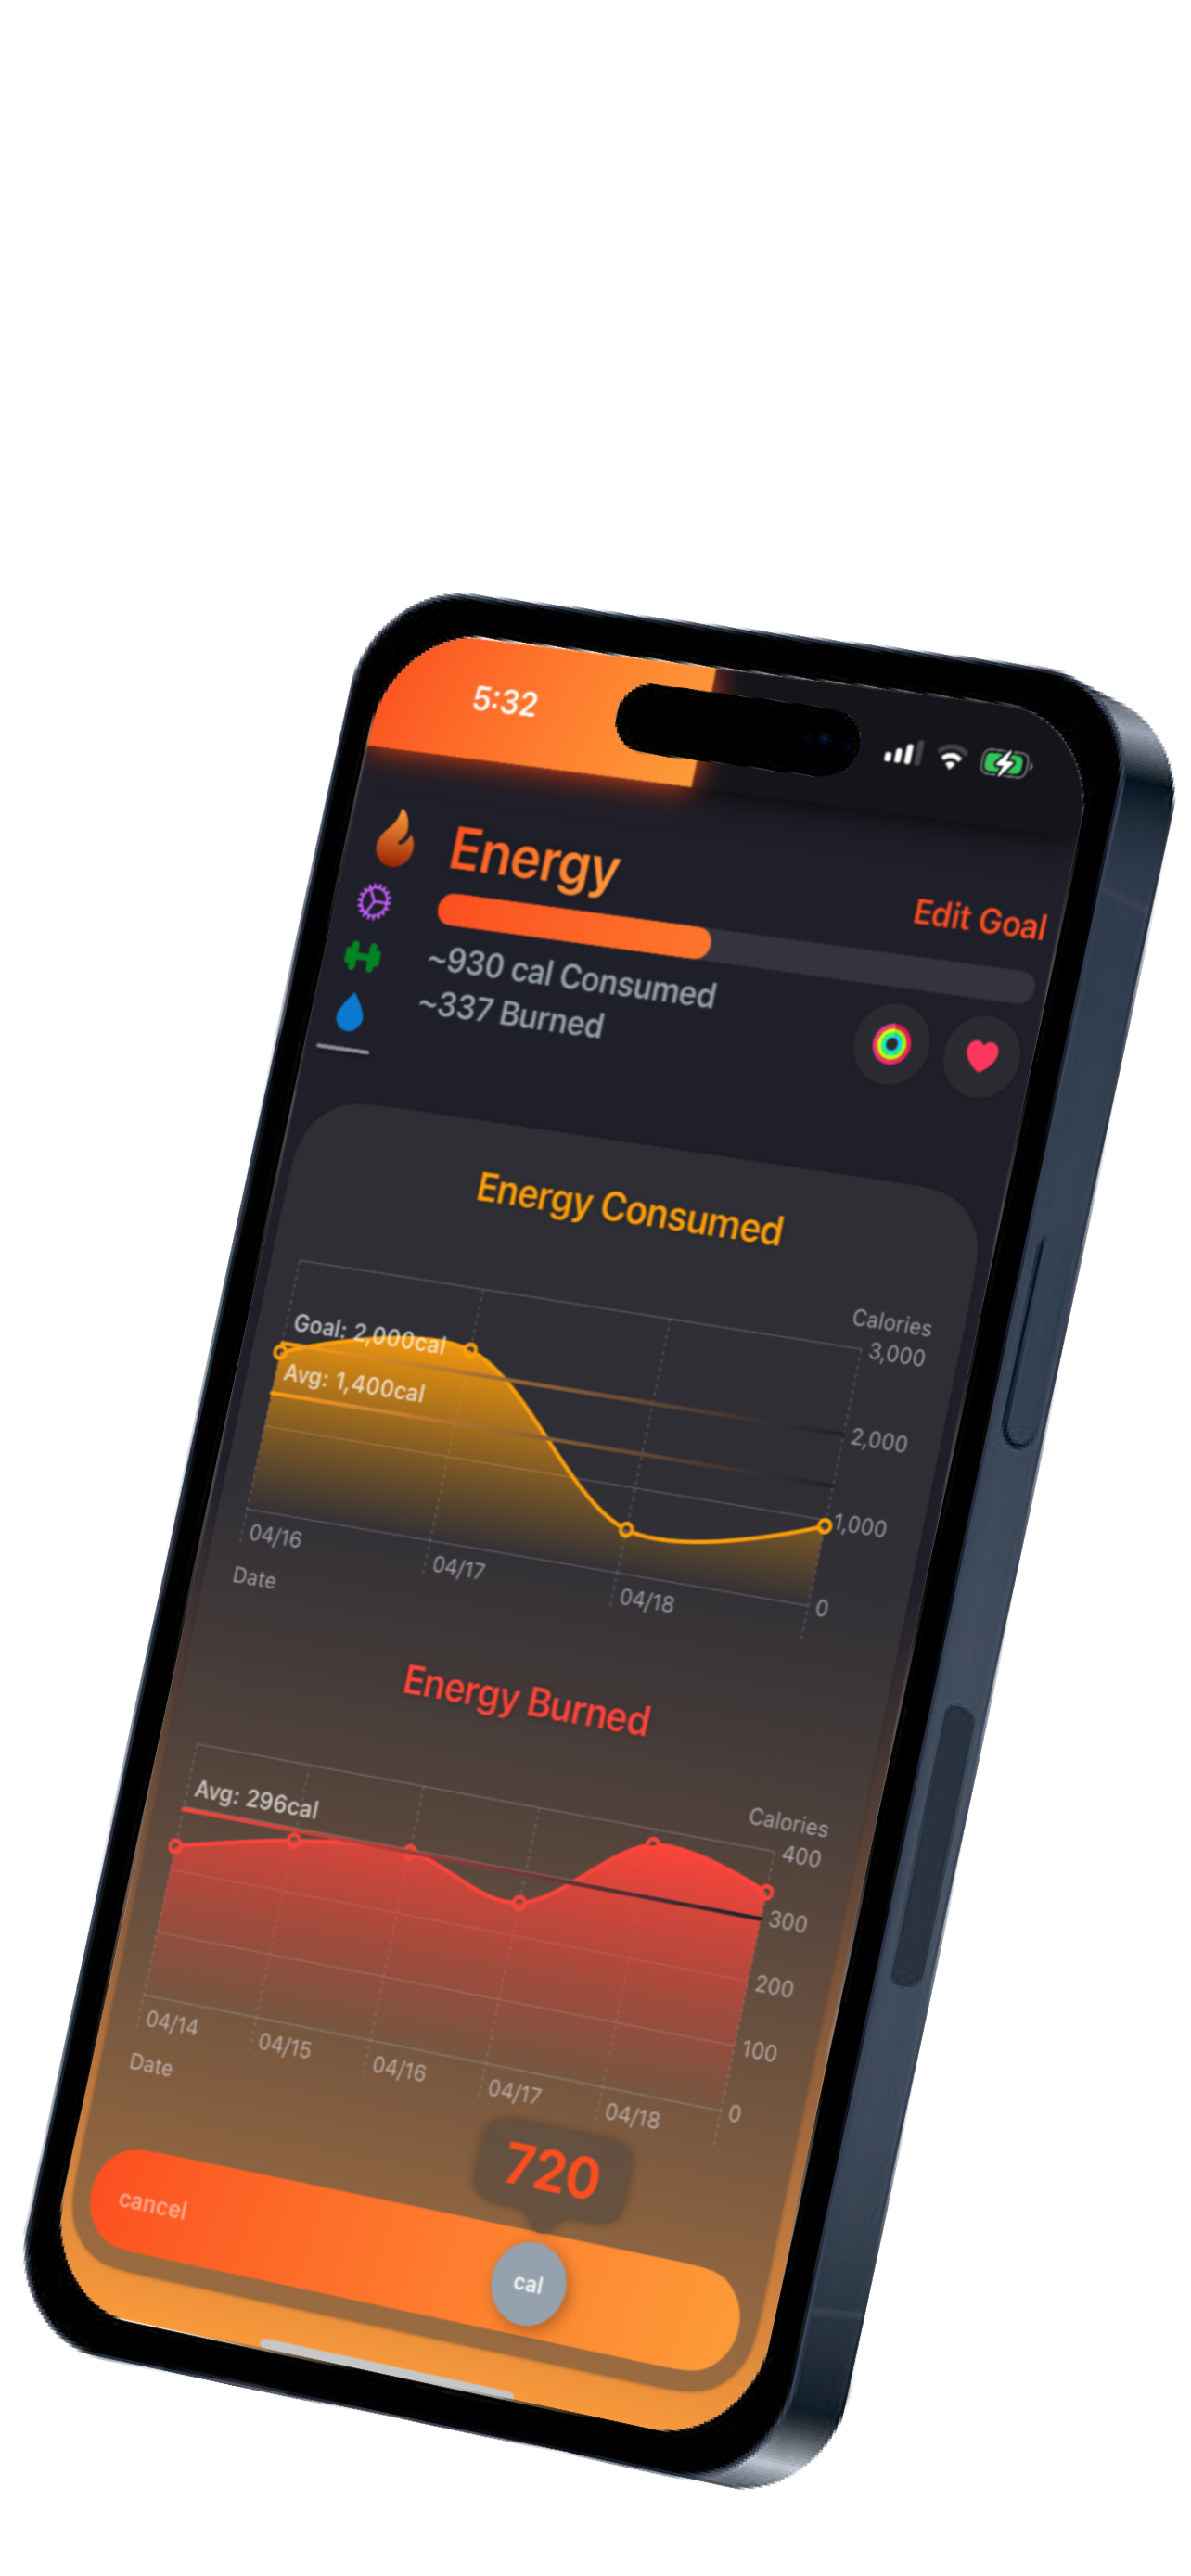 5:32
Energy
Edit Goal
~930 cal Consumed
~337 Burned
Energy Consumed
Calories
3,000
Goal: 2,000cal
Avg: 1,400cal
2,000
1,000
0
04/16
04/17
04/18
Date
Energy Burned
Calories
400
Avg: 296cal
300
200
100
0
04/14
04/15
04/16
04/17
04/18
Date
720
cancel
cal